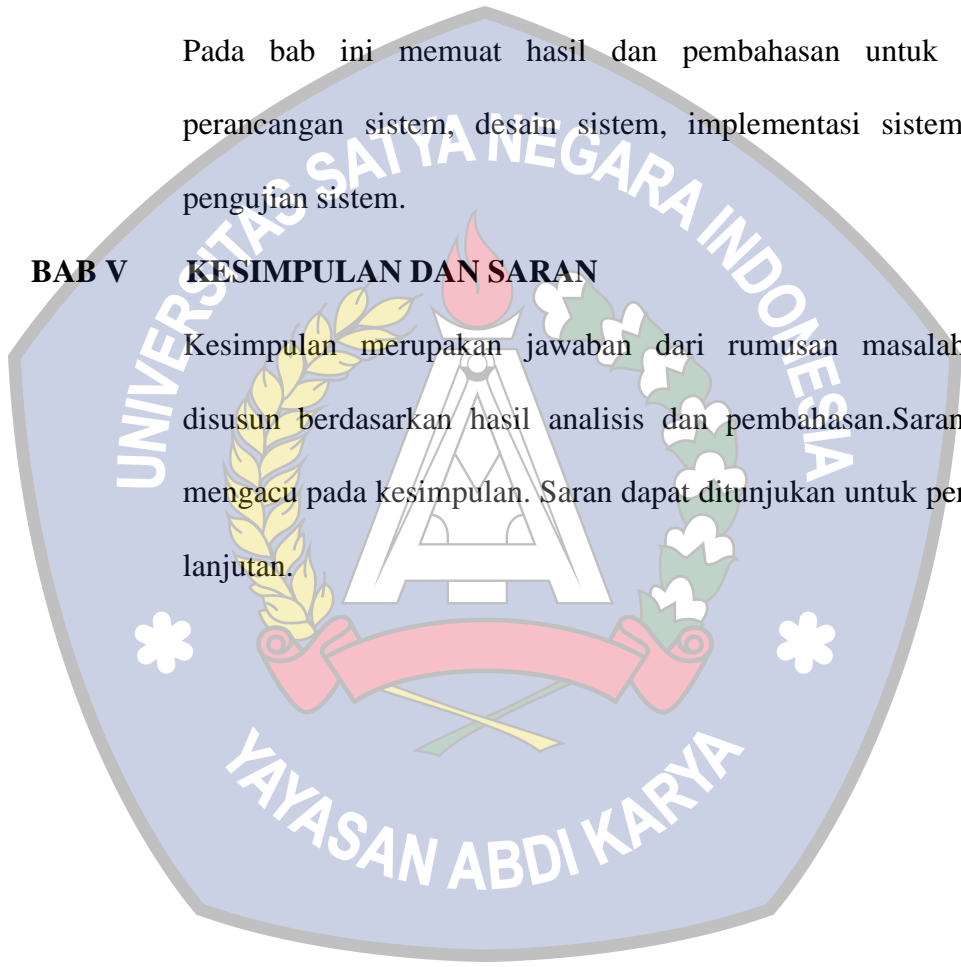 Pada bab ini memuat hasil dan pembahasan untuk
perancangan sistem, desain sistem, implementasi sistem
pengujian sistem.
BAB V KESIMPULAN DAN SARAN
Kesimpulan merupakan jawaban dari rumusan masalah
disusun berdasarkan hasil analisis dan pembahasan.Saran
mengacu pada kesimpulan. Saran dapat ditunjukan untuk
lanjutan.
UNIVERSITAS SATYA NEGARA INDONESIA
YAYASAN ABDI KARYA